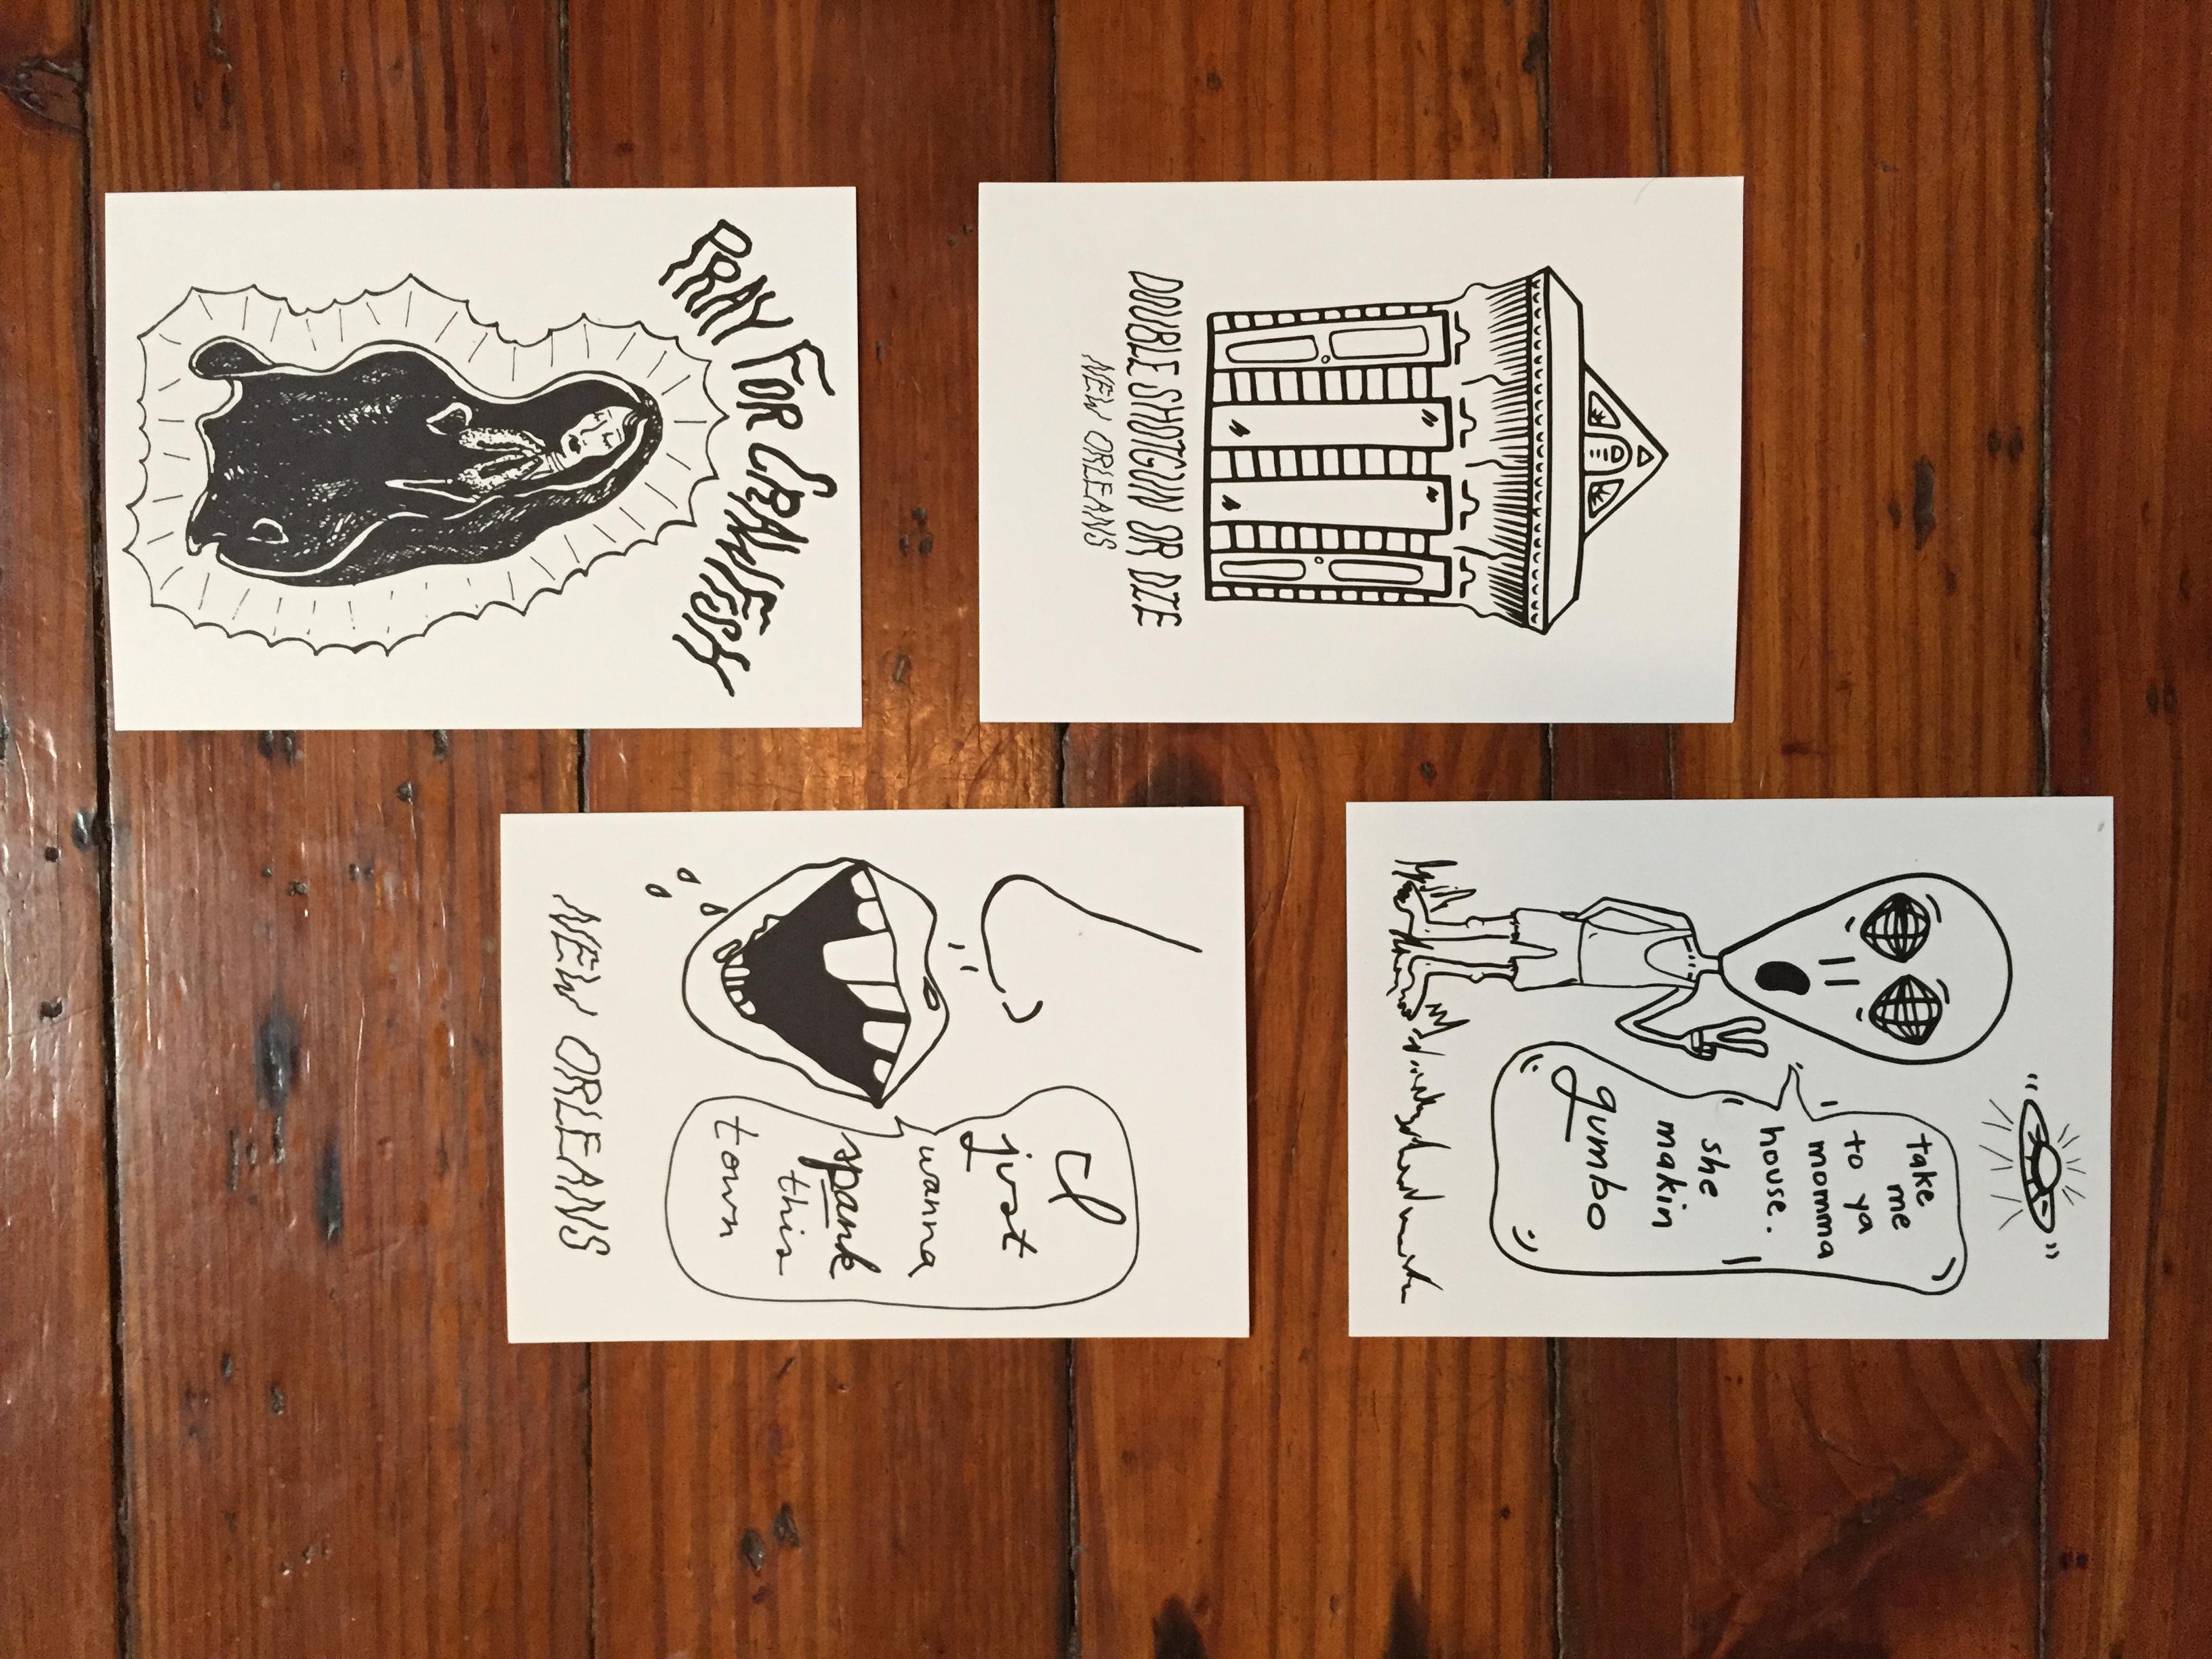 PRAY FOR CRAWFISH
DOUBLE SHOTGUN OR DIE
NEW ORLEANS
I
just
wanna
spank
this
town
NEW ORLEANS
take
me
to ya
momma
house.
she
makin
gumbo